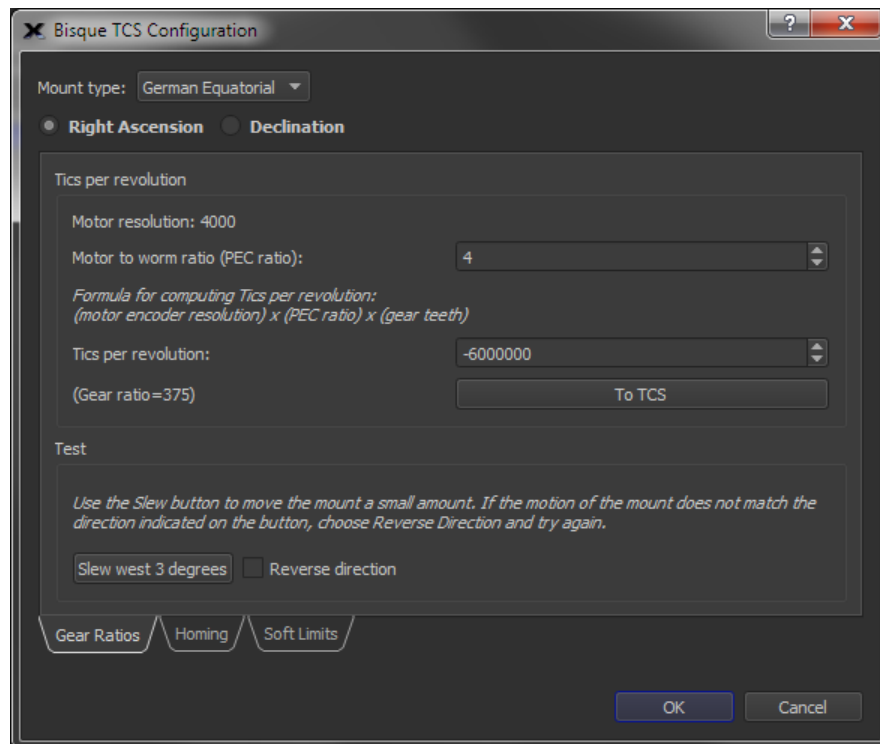 Bisque TCS Configuration
Mount type: German Equatorial
Right Ascension Declination
Tics per revolution
Motor resolution: 4000
Motor to worm ratio (PEC ratio): 4
Formula for computing Tics per revolution:
(motor encoder resolution) x (PEC ratio) x (gear teeth)
Tics per revolution: -6000000
(Gear ratio=375) To TCS
Test
Use the Slew button to move the mount a small amount. If the motion of the mount does not match the
direction indicated on the button, choose Reverse Direction and try again.
Slew west 3 degrees Reverse direction
Gear Ratios Homing Soft Limits
OK Cancel